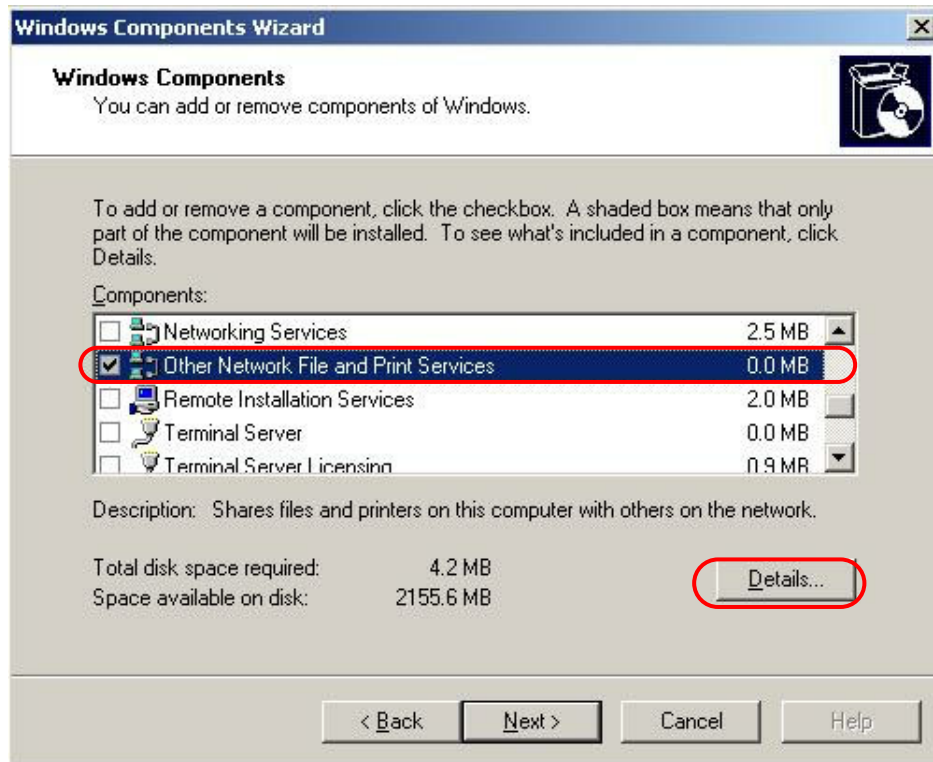 Windows Components Wizard
Windows Components
You can add or remove components of Windows.
To add or remove a component, click the checkbox. A shaded box means that only
part of the component will be installed. To see what's included in a component, click
Details.
Components:
Networking Services 2.5 MB
Other Network File and Print Services 0.0 MB
Remote Installation Services 2.0 MB
Terminal Server 0.0 MB
Terminal Server Licensing 0.9 MB
Description: Shares files and printers on this computer with others on the network.
Total disk space required: 4.2 MB
Space available on disk: 2155.6 MB
Details...
< Back Next > Cancel Help